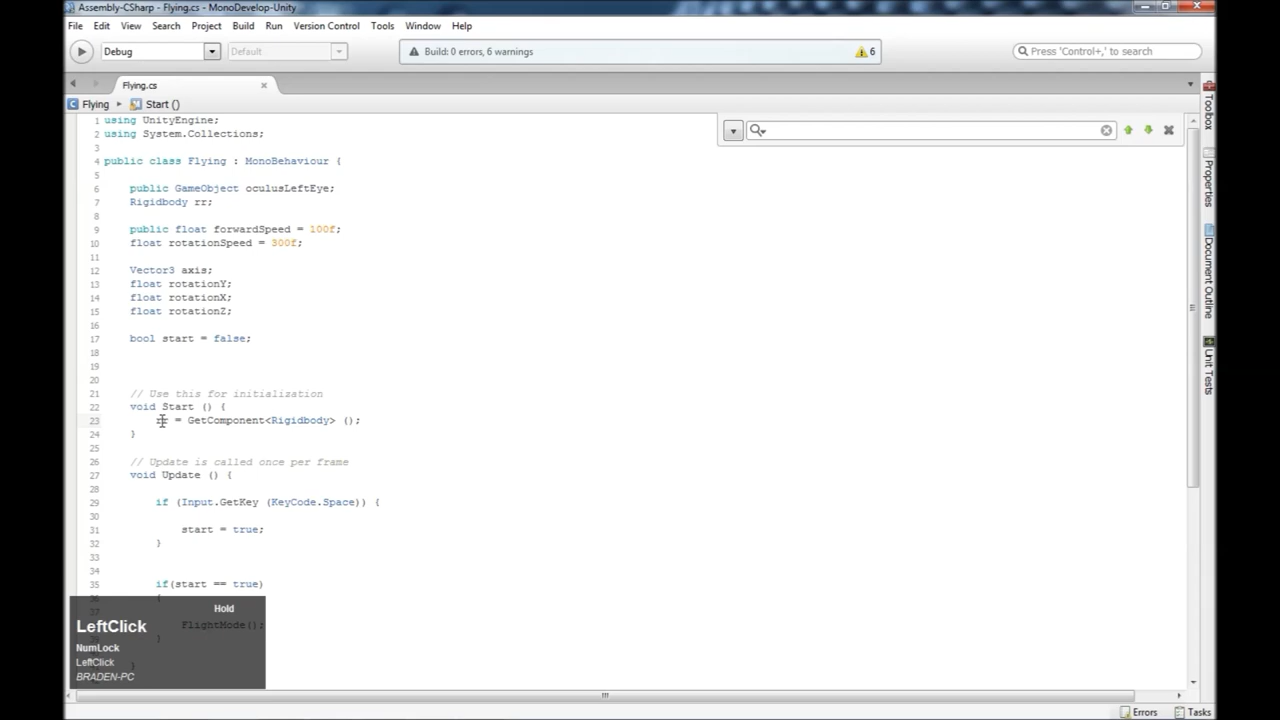 Assembly-CSharp - Flying.cs - MonoDevelop-Unity
File Edit View Search Project Build Run Version Control Tools Window Help
Debug Default Build: 0 errors, 6 warnings 6 Press 'Control+,' to search
Flying.cs
Flying Start ()
1 using UnityEngine;
2 using System.Collections;
3
4 public class Flying : MonoBehaviour {
5
6 public GameObject oculusLeftEye;
7 Rigidbody rr;
8
9 public float forwardSpeed = 100f;
10 float rotationSpeed = 300f;
11
12 Vector3 axis;
13 float rotationY;
14 float rotationX;
15 float rotationZ;
16
17 bool start = false;
18
19
20
21 // Use this for initialization
22 void Start () {
23 = GetComponent<Rigidbody> ();
24 }
25
26 // Update is called once per frame
27 void Update () {
28
29 if (Input.GetKey (KeyCode.Space)) {
30
31 start = true;
32 }
33
34
35 if(start == true)
{
FlightMode();
}
}
Hold
LeftClick
NumLock
LeftClick
BRADEN-PC
Toolbox
Properties
Document Outline
Unit Tests
Errors Tasks